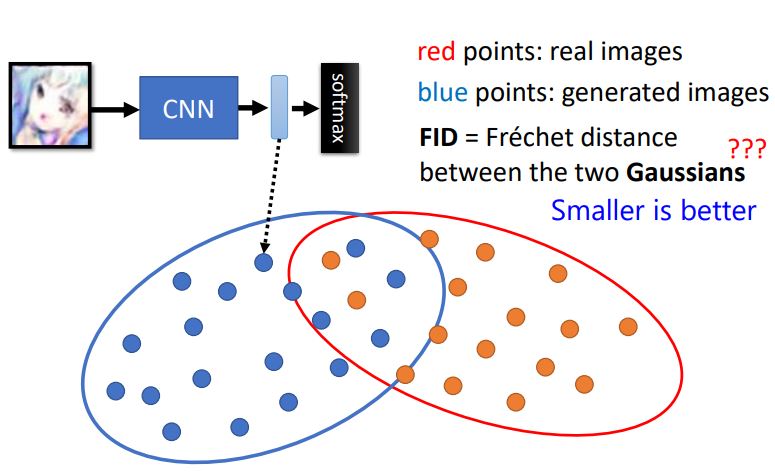 CNN
softmax
red points: real images
blue points: generated images
FID = Fréchet distance
between the two Gaussians
???
Smaller is better